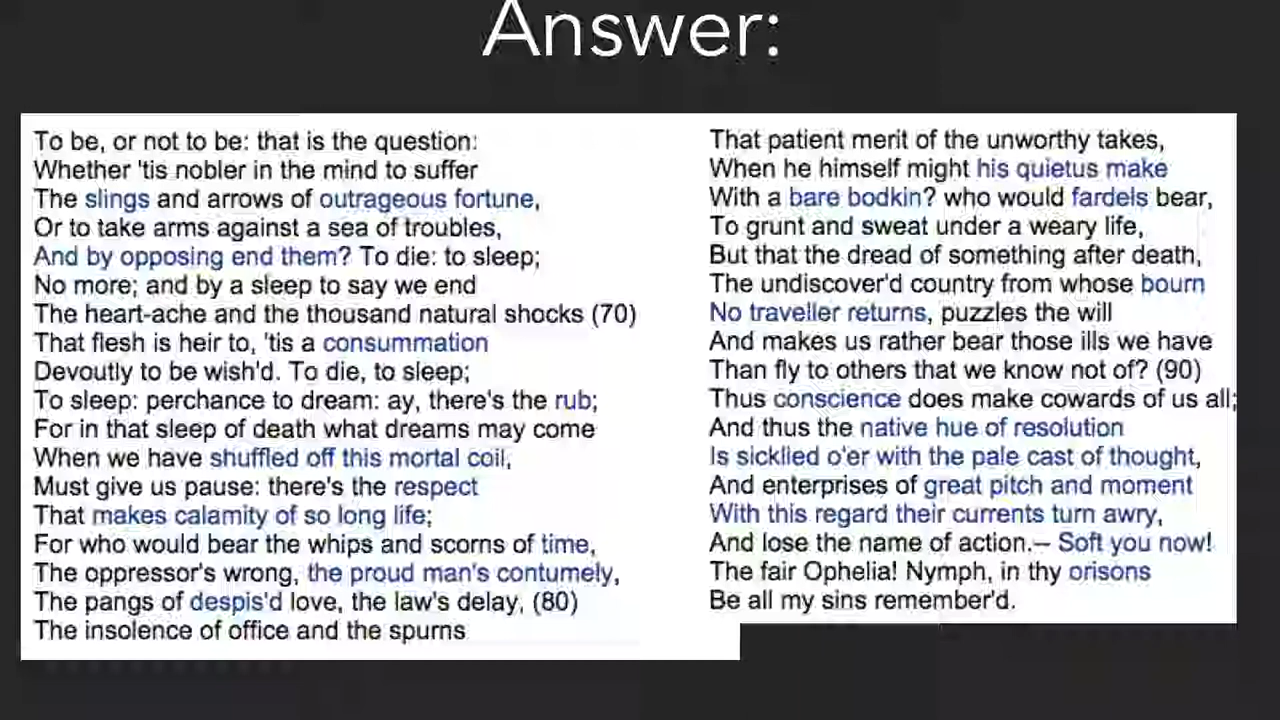 Answer:
To be, or not to be: that is the question:
Whether 'tis nobler in the mind to suffer
The slings and arrows of outrageous fortune,
Or to take arms against a sea of troubles,
And by opposing end them? To die: to sleep;
No more; and by a sleep to say we end
The heart-ache and the thousand natural shocks (70)
That flesh is heir to, 'tis a consummation
Devoutly to be wish'd. To die, to sleep;
To sleep: perchance to dream: ay, there's the rub;
For in that sleep of death what dreams may come
When we have shuffled off this mortal coil,
Must give us pause: there's the respect
That makes calamity of so long life;
For who would bear the whips and scorns of time,
The oppressor's wrong, the proud man's contumely,
The pangs of despis'd love, the law's delay, (80)
The insolence of office and the spurns
That patient merit of the unworthy takes,
When he himself might his quietus make
With a bare bodkin? who would fardels bear,
To grunt and sweat under a weary life,
But that the dread of something after death,
The undiscover'd country from whose bourn
No traveller returns, puzzles the will
And makes us rather bear those ills we have
Than fly to others that we know not of? (90)
Thus conscience does make cowards of us all;
And thus the native hue of resolution
Is sicklied o'er with the pale cast of thought,
And enterprises of great pitch and moment
With this regard their currents turn awry,
And lose the name of action.– Soft you now!
The fair Ophelia! Nymph, in thy orisons
Be all my sins remember'd.